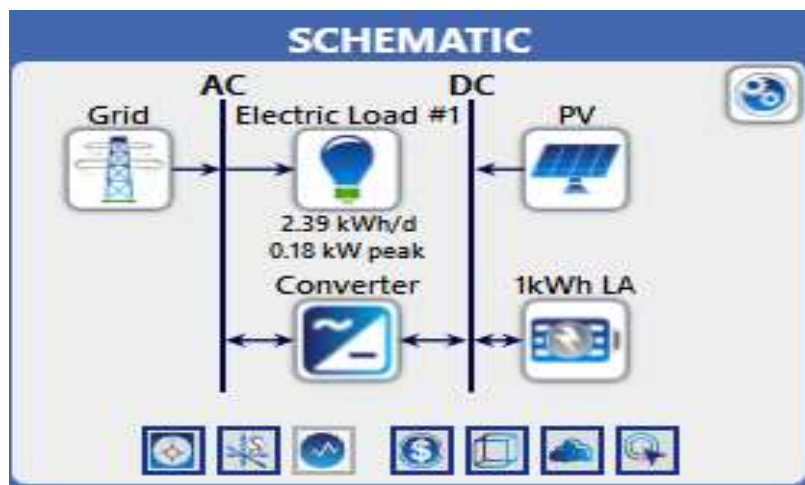 SCHEMATIC
AC DC
Grid Electric Load #1 PV
2.39 kWh/d
0.18 kW peak
Converter 1kWh LA